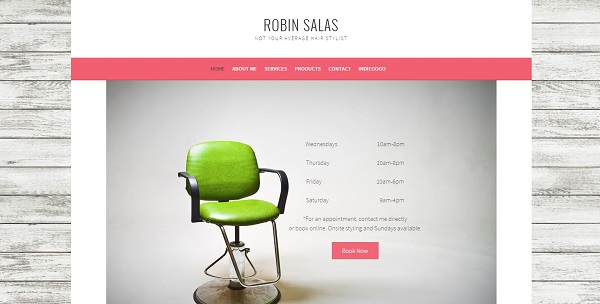 ROBIN SALAS
NOT YOUR AVERAGE HAIR STYLIST
HOME ABOUT ME SERVICES PRODUCTS CONTACT INDIEGOGO
Wednesdays 10am-8pm
Thursday 10am-8pm
Friday 10am-6pm
Saturday 9am-4pm
*For an appointment, contact me directly
or book online. Onsite styling and Sundays available.
Book Now